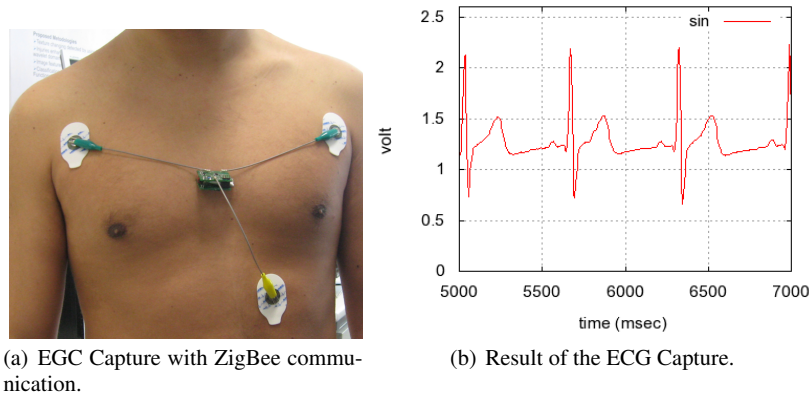 2.5
2
1.5
1
0.5
0
volt
sin
5000 5500 6000 6500 7000
time (msec)
(a) EGC Capture with ZigBee commu-
nication.
(b) Result of the ECG Capture.